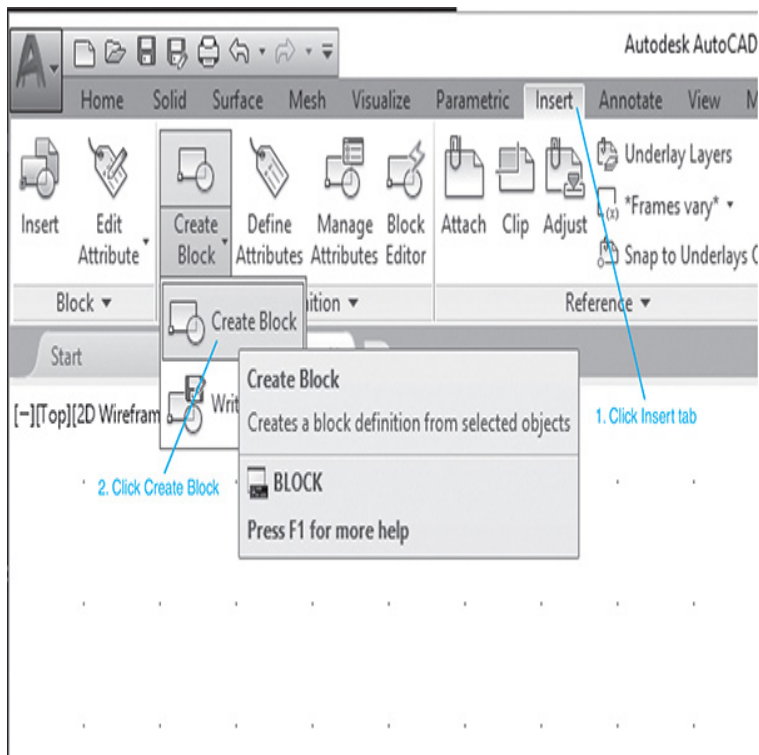 Autodesk AutoCAD
Home Solid Surface Mesh Visualize Parametric Insert Annotate View M
Insert
Edit Attribute
Create Block
Define Attributes
Manage Attributes
Block Editor
Attach
Clip
Adjust
Underlay Layers
*Frames vary*
Snap to Underlays O
Block
ition
Reference
Start
Create Block
Writ
Create Block
Creates a block definition from selected objects
BLOCK
Press F1 for more help
[–][Top][2D Wirefram
1. Click Insert tab
2. Click Create Block